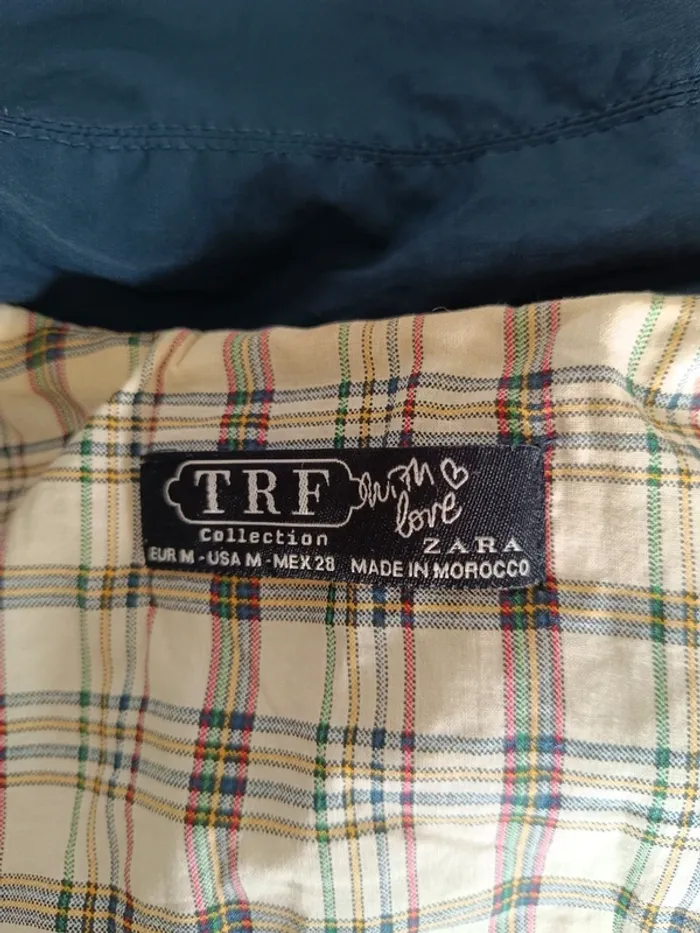 TRF with love
Collection
ZARA
EUR M - USA M - MEX 28 MADE IN MOROCCO